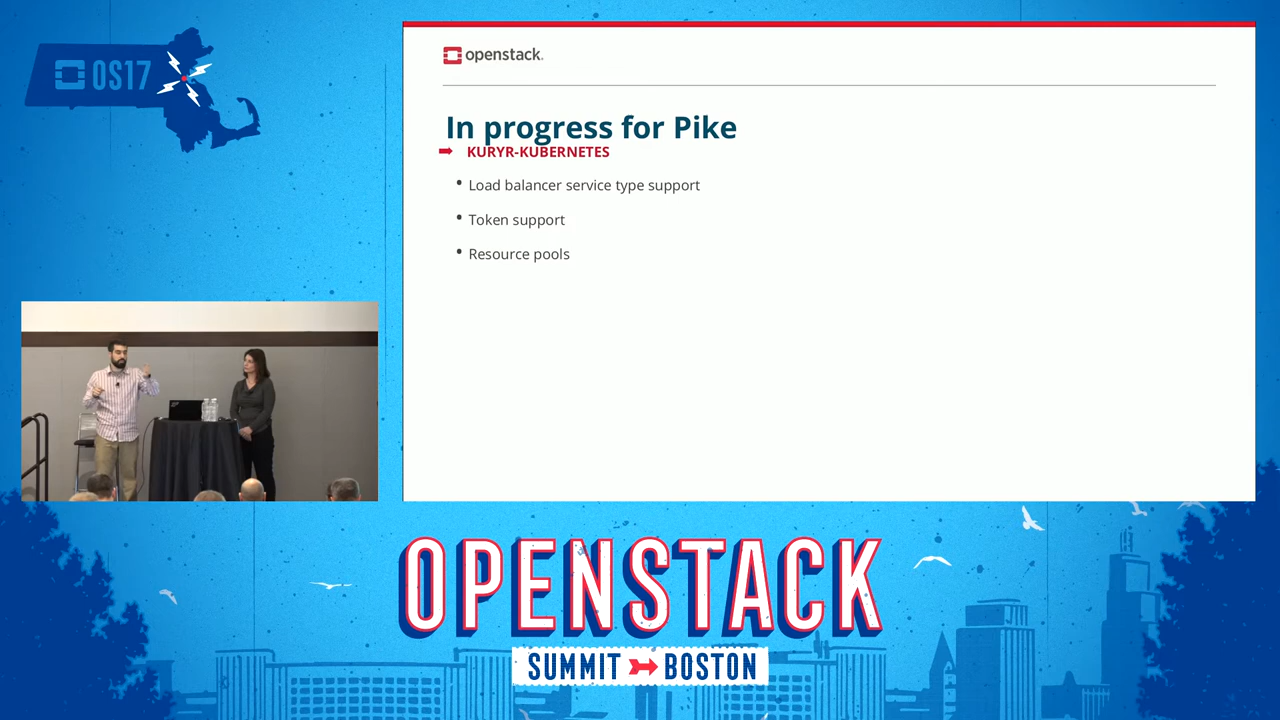 OS17
openstack.
In progress for Pike
KURYR-KUBERNETES
Load balancer service type support
Token support
Resource pools
OPENSTACK
SUMMIT BOSTON